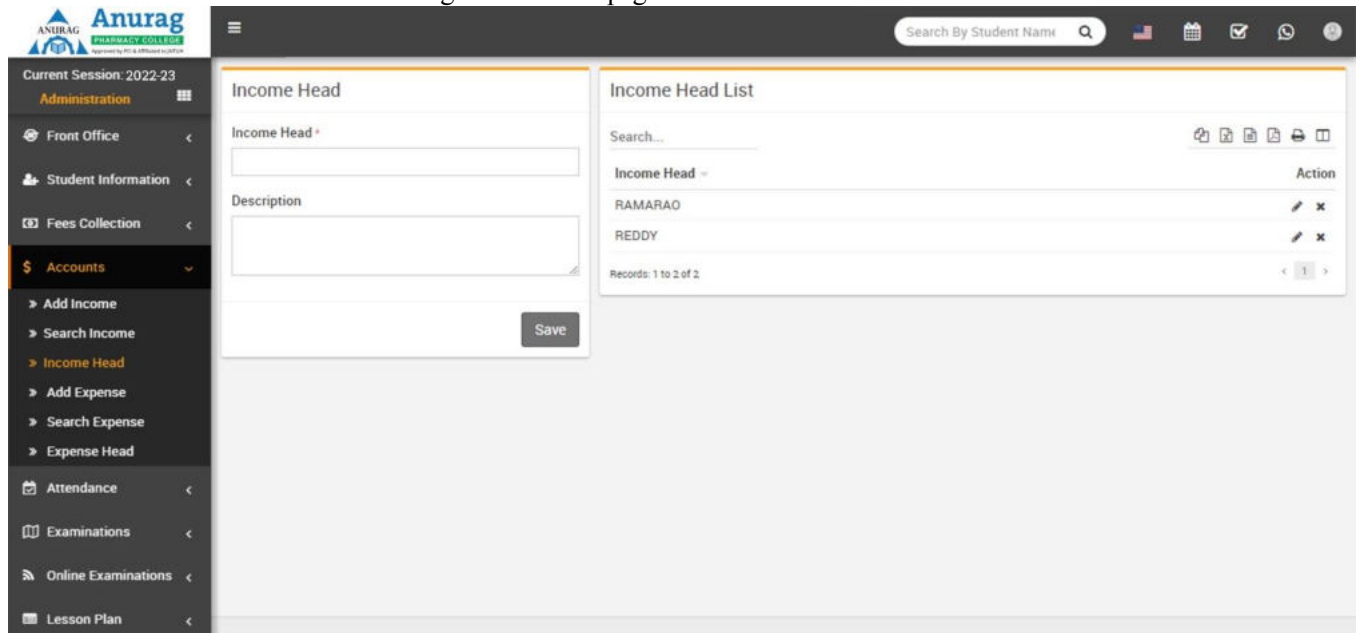 ANURAG Anurag
PHARMACY COLLEGE
Search By Student Name
Current Session: 2022-23
Administration
Front Office
Student Information
Fees Collection
$ Accounts
» Add Income
» Search Income
» Income Head
» Add Expense
» Search Expense
» Expense Head
Attendance
Examinations
Online Examinations
Lesson Plan
Income Head
Income Head *
Description
Save
Income Head List
Search...
Income Head Action
RAMARAO
REDDY
Records: 1 to 2 of 2 < 1 >